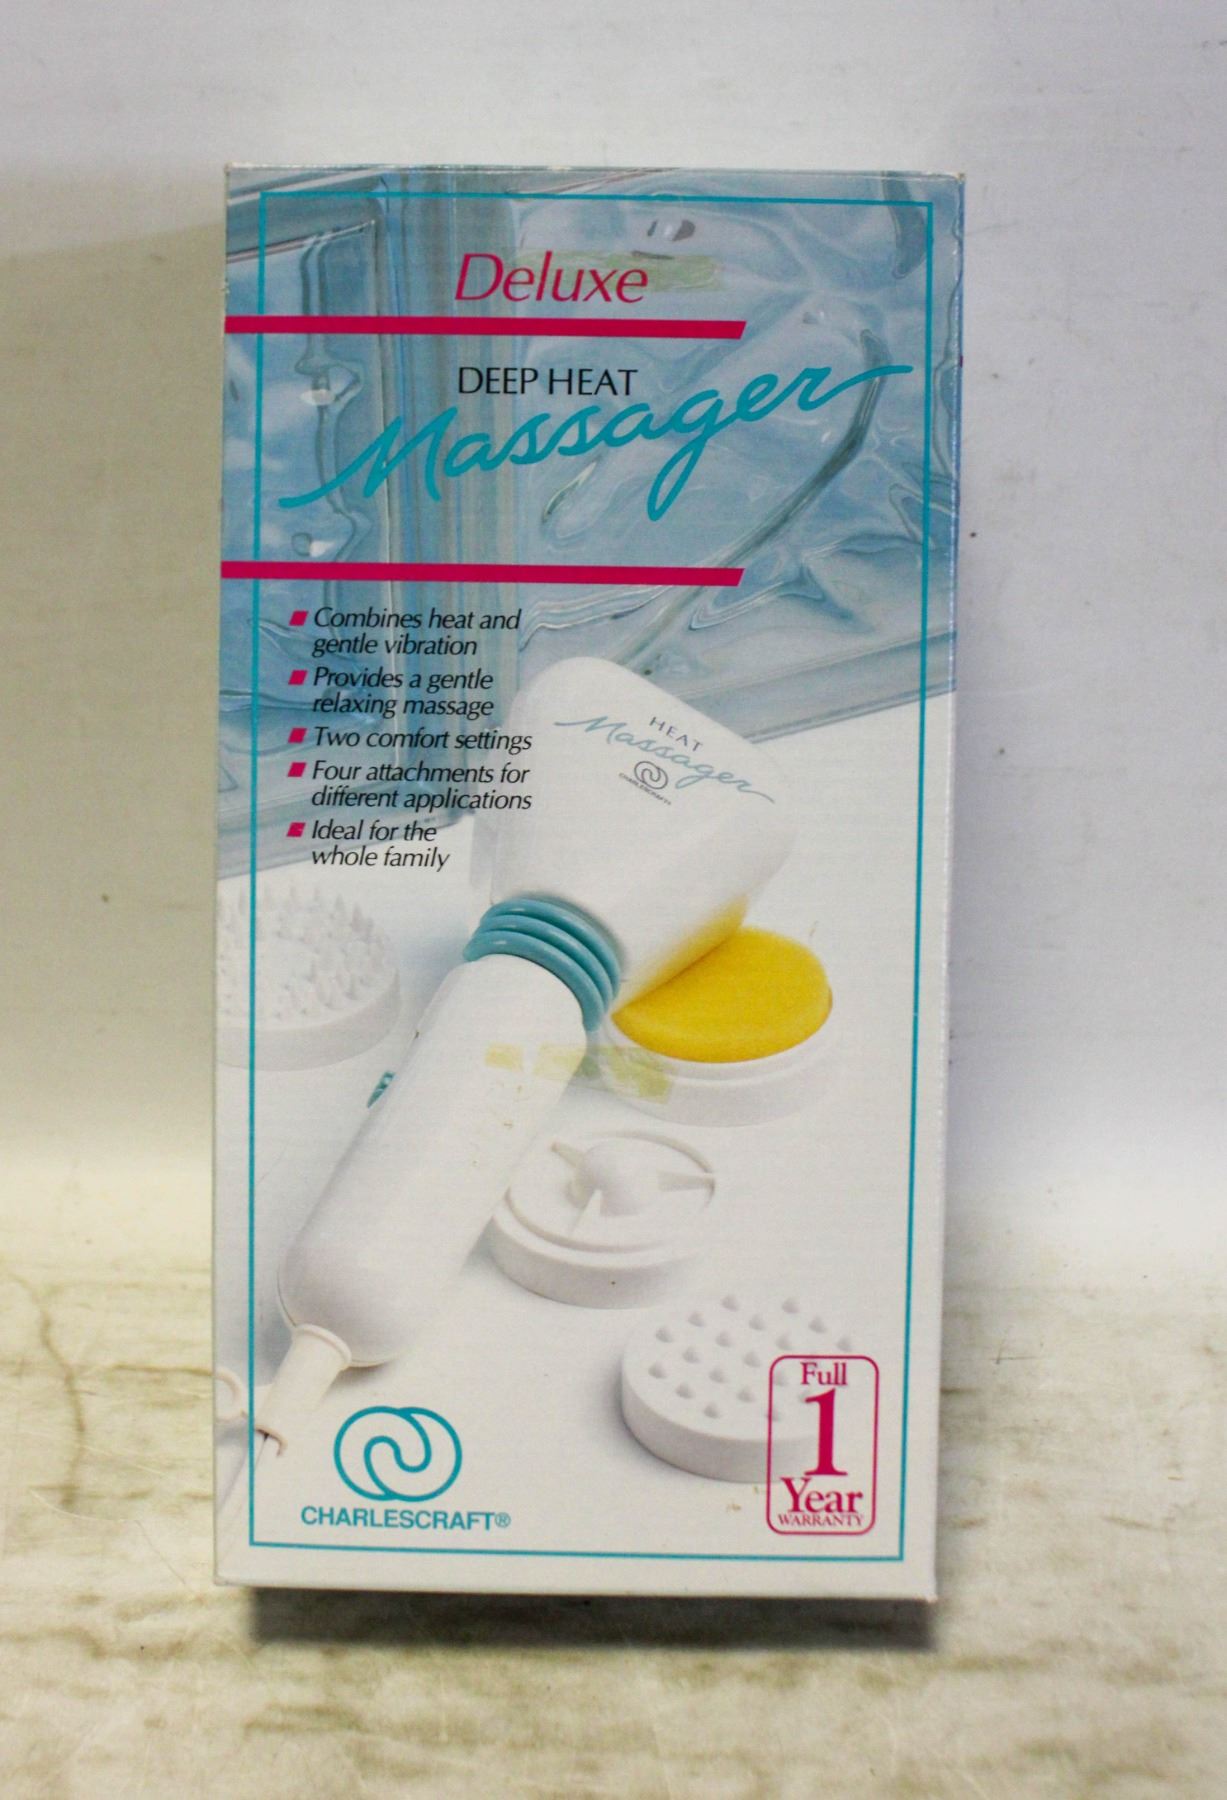 Deluxe
DEEP HEAT
Massager
Combines heat and
gentle vibration
Provides a gentle
relaxing massage
Two comfort settings
Four attachments for
different applications
Ideal for the
whole family
HEAT
Massager
CHARLESCRAFT®
CHARLESCRAFT®
Full
1
Year
WARRANTY